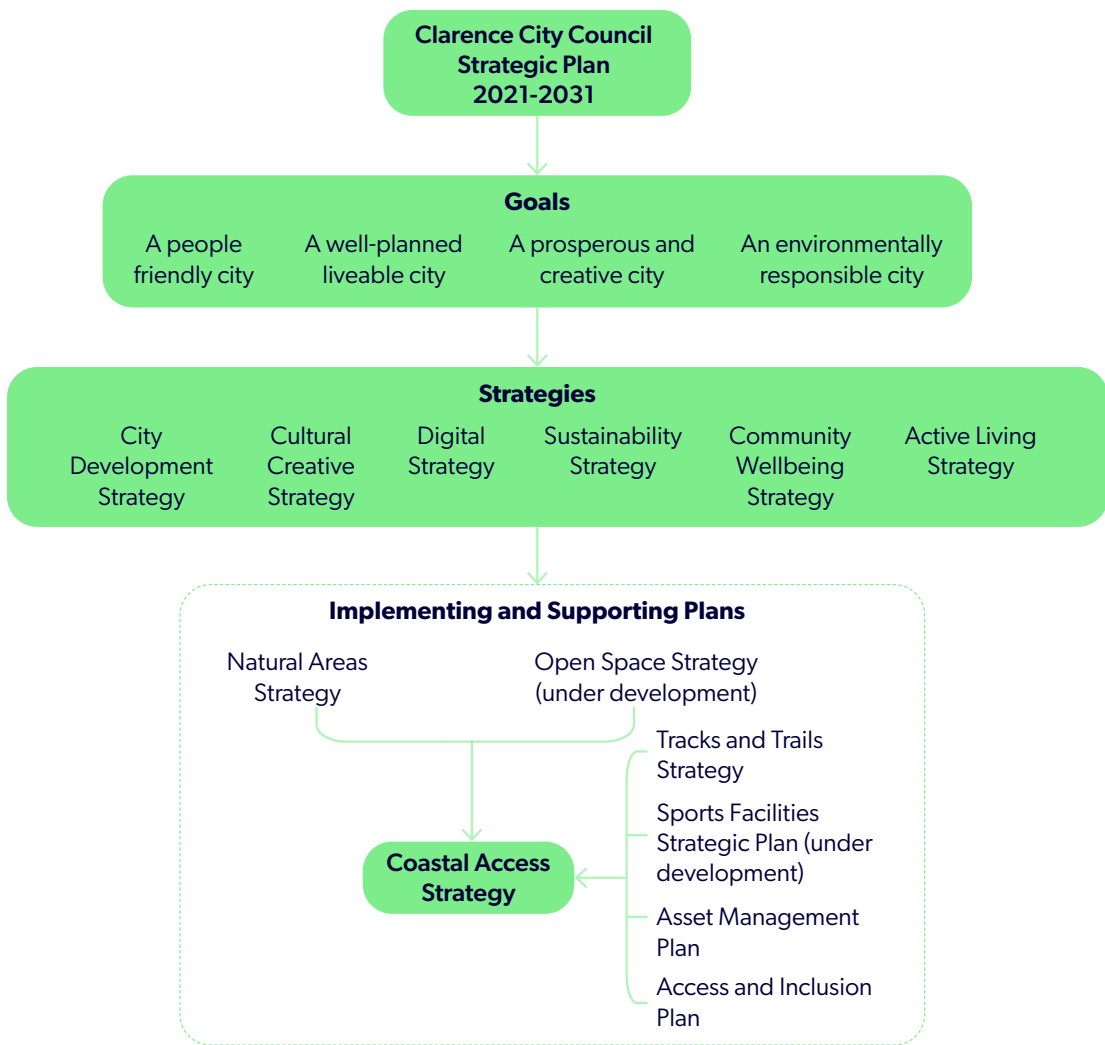 Clarence City Council
Strategic Plan
2021-2031
Goals
A people
friendly city
A well-planned
liveable city
A prosperous and
creative city
An environmentally
responsible city
Strategies
City
Development
Strategy
Cultural
Creative
Strategy
Digital
Strategy
Sustainability
Strategy
Community
Wellbeing
Strategy
Active Living
Strategy
Implementing and Supporting Plans
Natural Areas
Strategy
Open Space Strategy
(under development)
Tracks and Trails
Strategy
Sports Facilities
Strategic Plan (under
development)
Coastal Access
Strategy
Asset Management
Plan
Access and Inclusion
Plan